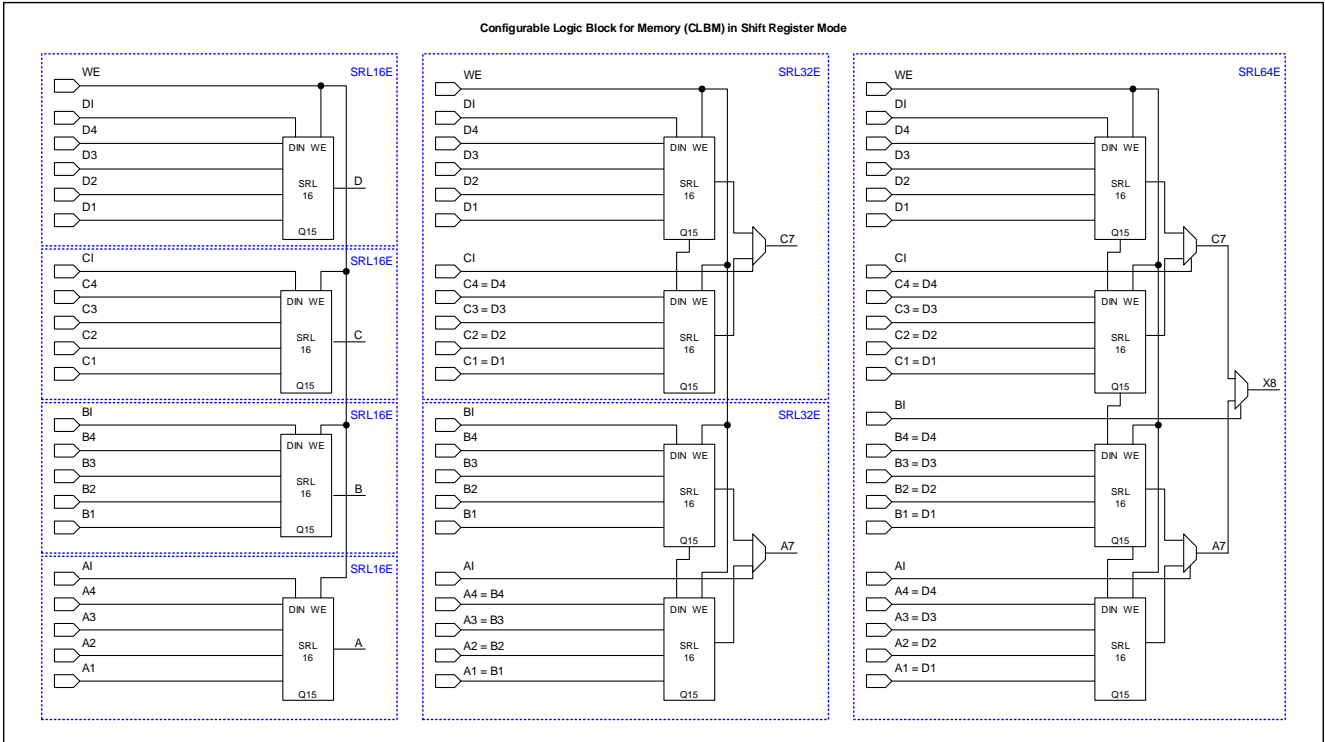 Configurable Logic Block for Memory (CLBM) in Shift Register Mode
SRL16E
WE
DI
D4
D3
D2
D1
DIN WE
SRL
16
Q15
D
SRL16E
CI
C4
C3
C2
C1
DIN WE
SRL
16
Q15
C
SRL16E
BI
B4
B3
B2
B1
DIN WE
SRL
16
Q15
B
SRL16E
AI
A4
A3
A2
A1
DIN WE
SRL
16
Q15
A
SRL32E
WE
DI
D4
D3
D2
D1
DIN WE
SRL
16
Q15
C7
CI
C4 = D4
C3 = D3
C2 = D2
C1 = D1
DIN WE
SRL
16
Q15
SRL32E
BI
B4
B3
B2
B1
DIN WE
SRL
16
Q15
A7
AI
A4 = B4
A3 = B3
A2 = B2
A1 = B1
DIN WE
SRL
16
Q15
SRL64E
WE
DI
D4
D3
D2
D1
DIN WE
SRL
16
Q15
C7
CI
C4 = D4
C3 = D3
C2 = D2
C1 = D1
DIN WE
SRL
16
Q15
X8
BI
B4 = D4
B3 = D3
B2 = D2
B1 = D1
DIN WE
SRL
16
Q15
A7
AI
A4 = D4
A3 = D3
A2 = D2
A1 = D1
DIN WE
SRL
16
Q15